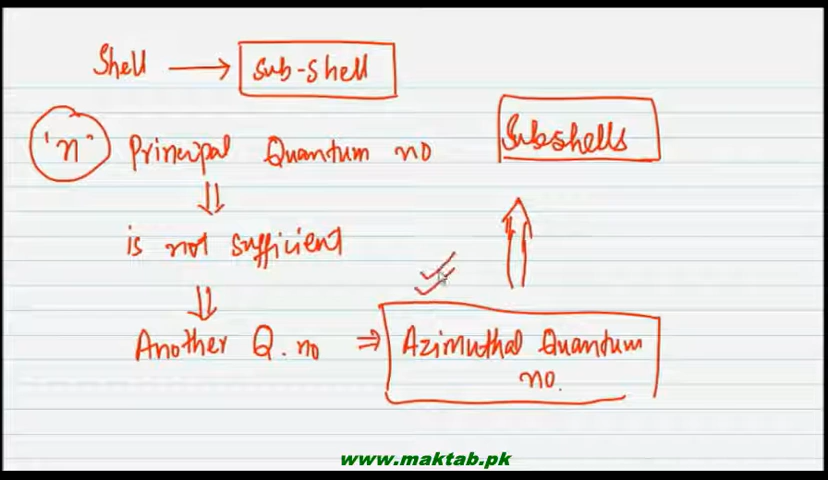 Shell → Sub-Shell
'n' Principal Quantum no
Subshells
is not sufficient
Another Q. no ⇒ Azimuthal Quantum
no.
www.maktab.pk